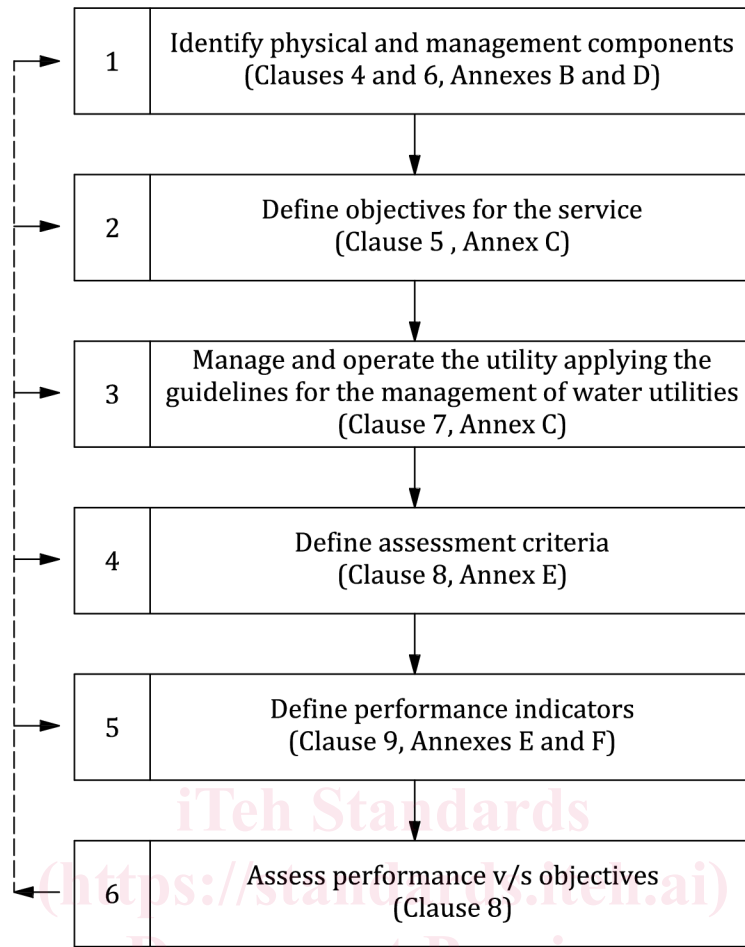 1
Identify physical and management components
(Clauses 4 and 6, Annexes B and D)
2
Define objectives for the service
(Clause 5 , Annex C)
3
Manage and operate the utility applying the
guidelines for the management of water utilities
(Clause 7, Annex C)
4
Define assessment criteria
(Clause 8, Annex E)
5
Define performance indicators
(Clause 9, Annexes E and F)
iTeh Standards
6
Assess performance v/s objectives
(Clause 8)
(https://standards.iteh.ai)